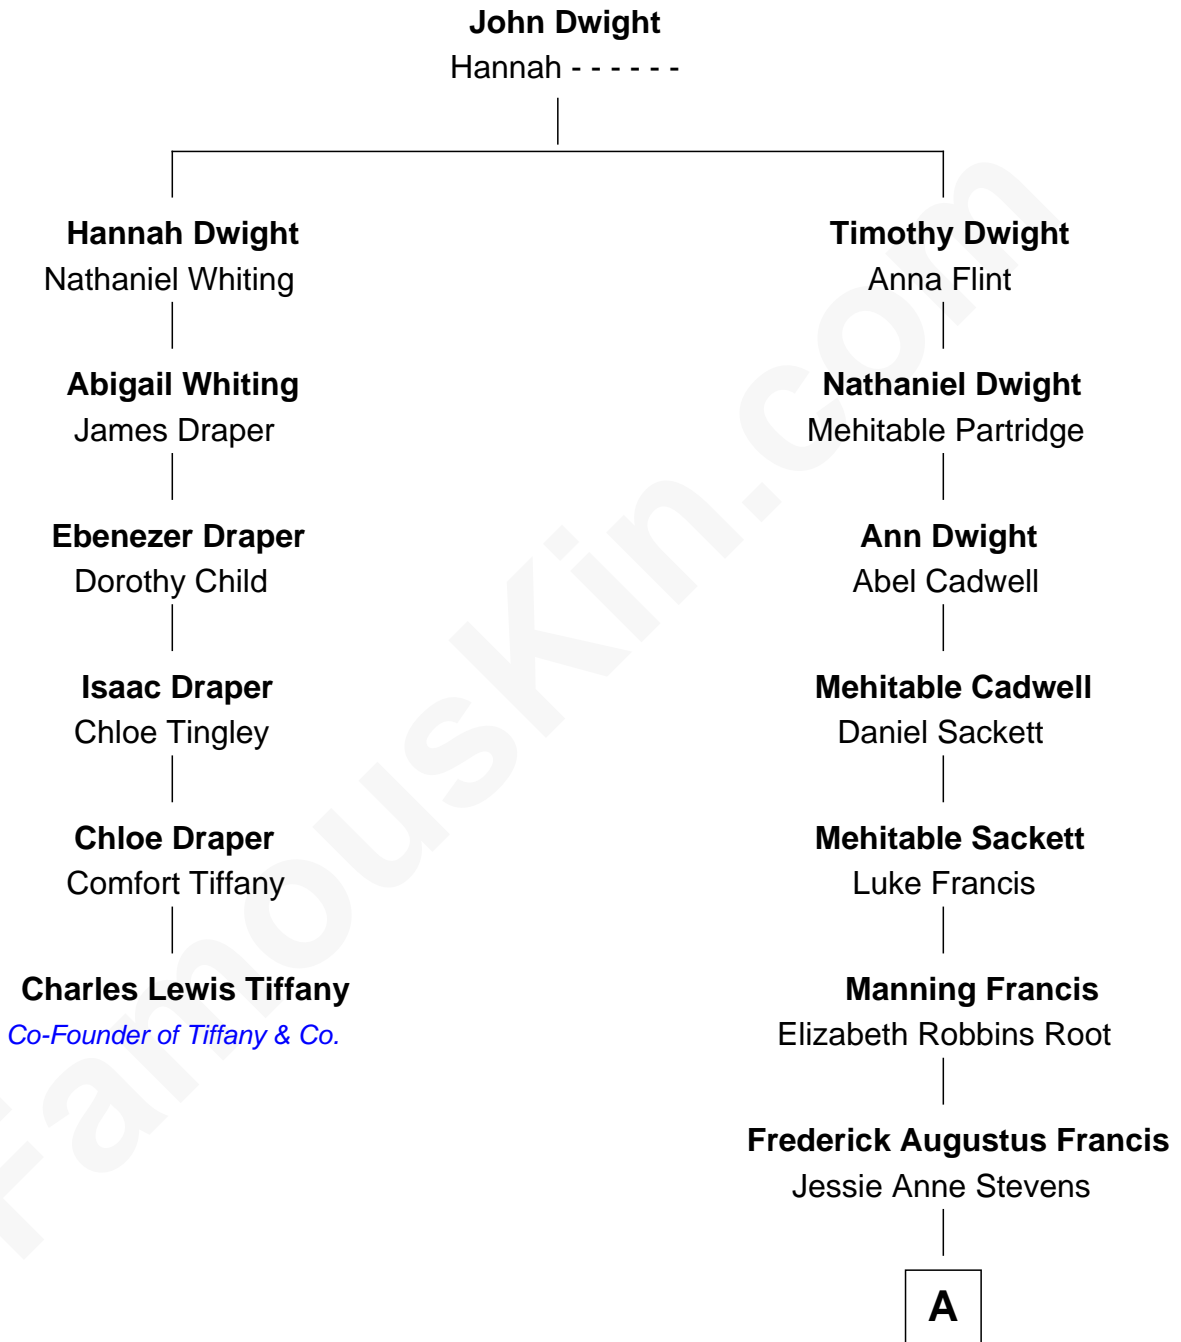 John Dwight
Hannah - - - - - -
Hannah Dwight
Nathaniel Whiting
Timothy Dwight
Anna Flint
Abigail Whiting
James Draper
Nathaniel Dwight
Mehitable Partridge
Ebenezer Draper
Dorothy Child
Ann Dwight
Abel Cadwell
Isaac Draper
Chloe Tingley
Mehitable Cadwell
Daniel Sackett
Chloe Draper
Comfort Tiffany
Mehitable Sackett
Luke Francis
Charles Lewis Tiffany
Co-Founder of Tiffany & Co.
Manning Francis
Elizabeth Robbins Root
Frederick Augustus Francis
Jessie Anne Stevens
A
FamousKin.com